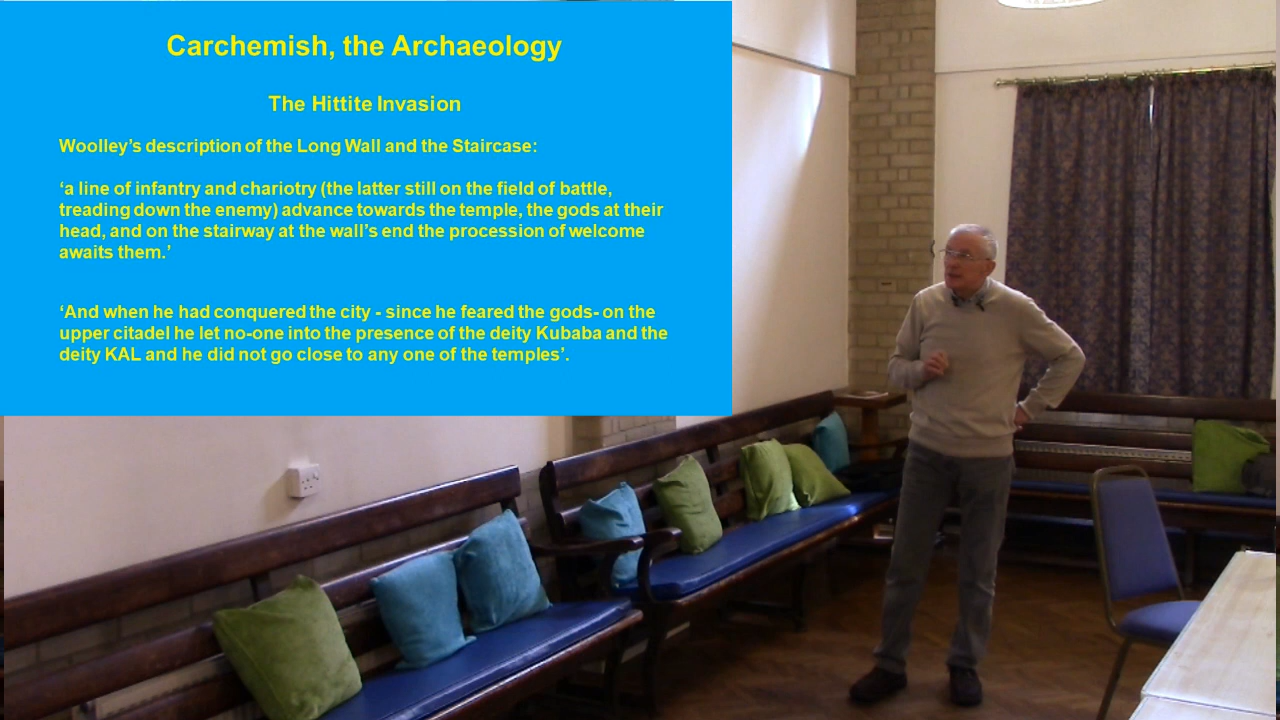 Carchemish, the Archaeology
The Hittite Invasion
Woolley’s description of the Long Wall and the Staircase:
‘a line of infantry and chariotry (the latter still on the field of battle,
treading down the enemy) advance towards the temple, the gods at their
head, and on the stairway at the wall’s end the procession of welcome
awaits them.’
‘And when he had conquered the city - since he feared the gods- on the
upper citadel he let no-one into the presence of the deity Kubaba and the
deity KAL and he did not go close to any one of the temples’.